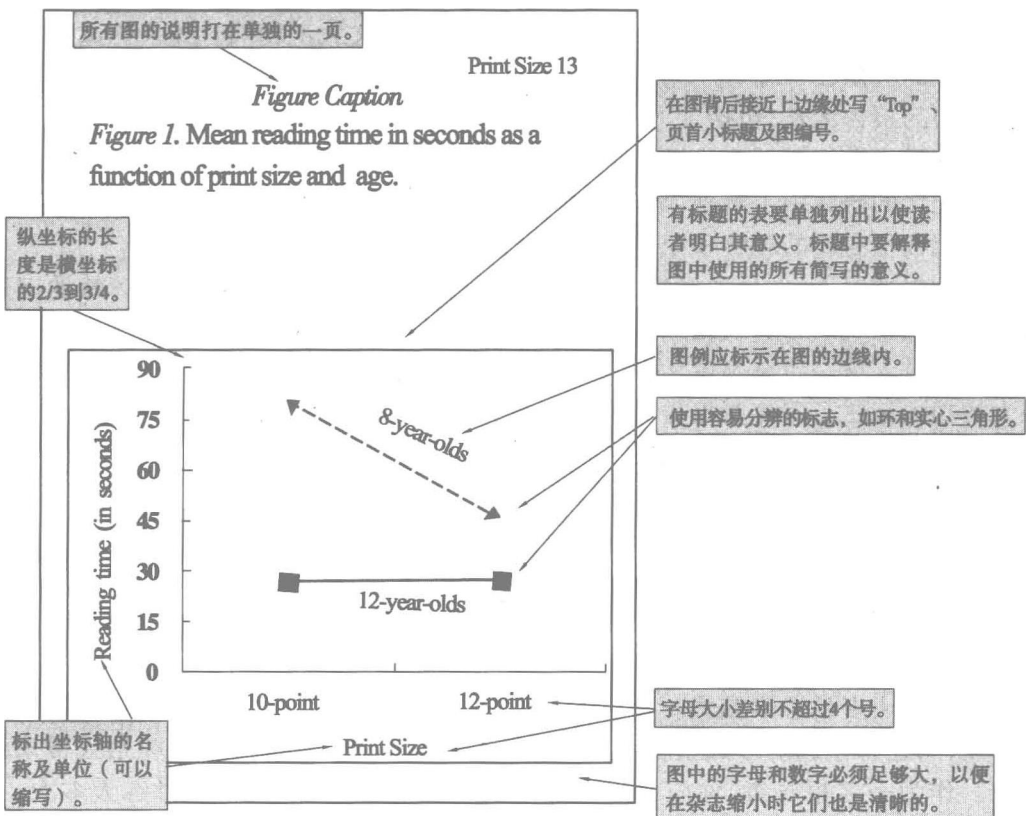 所有图的说明打在单独的一页。
Print Size 13
Figure Caption
Figure 1. Mean reading time in seconds as a
function of print size and age.
在图背后接近上边缘处写“Top”、
页首小标题及图编号。
有标题的表要单独列出以使读
者明白其意义。标题中要解释
图中使用的所有简写的意义。
纵坐标的长
度是横坐标
的2/3到3/4。
图例应标示在图的边线内。
使用容易分辨的标志，如环和实心三角形。
90
75
60
45
30
15
0
Reading time (in seconds)
8-year-olds
12-year-olds
10-point
12-point
Print Size
字母大小差别不超过4个号。
标出坐标轴的名
称及单位（可以
缩写）。
图中的字母和数字必须足够大，以便
在杂志缩小时它们也是清晰的。